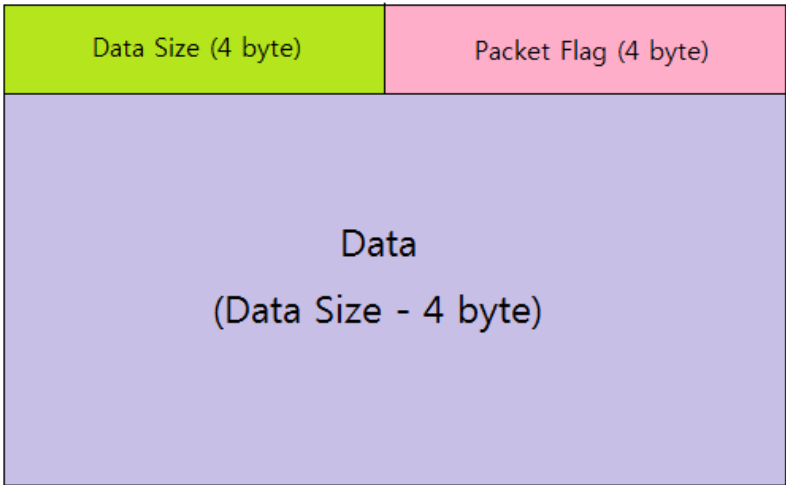 Data Size (4 byte)
Packet Flag (4 byte)
Data
(Data Size - 4 byte)